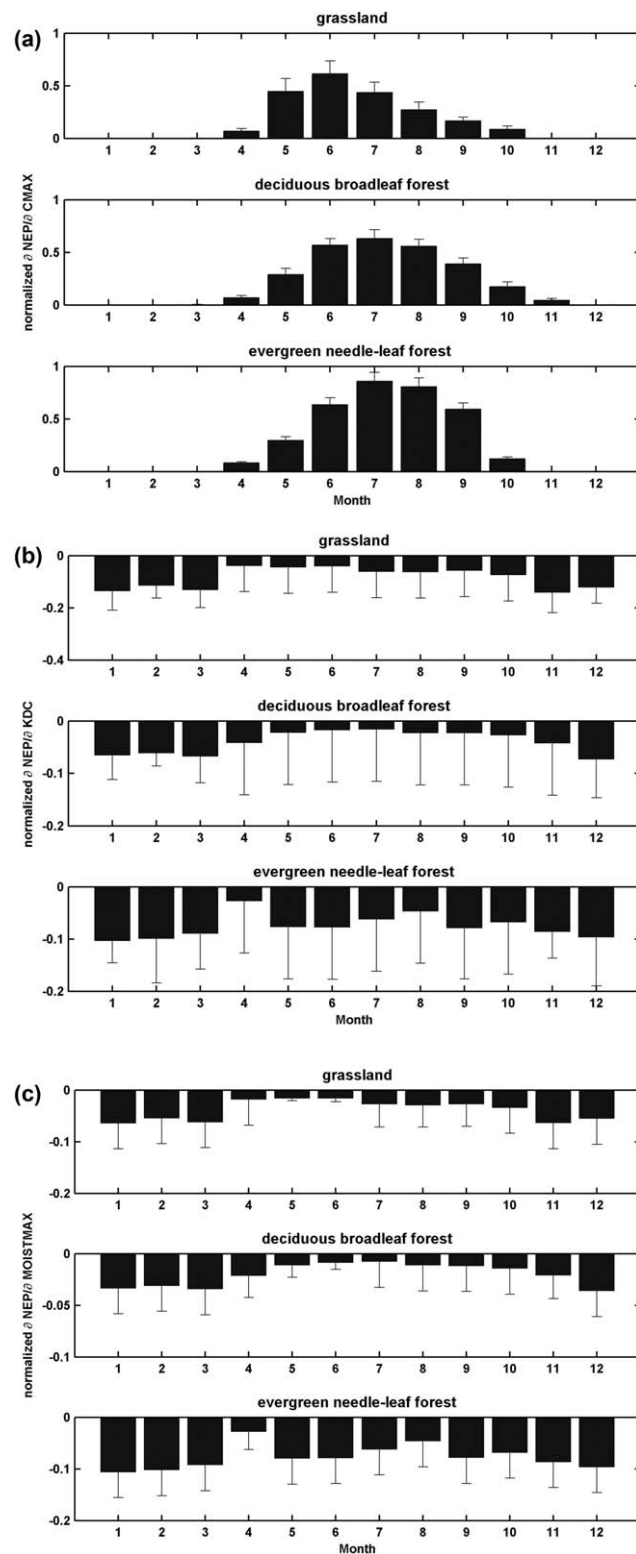 (a)
grassland
1
0.5
0
1 2 3 4 5 6 7 8 9 10 11 12
normalized ∂ NEP/∂ CMAX
deciduous broadleaf forest
1
0.5
0
1 2 3 4 5 6 7 8 9 10 11 12
evergreen needle-leaf forest
1
0.5
0
1 2 3 4 5 6 7 8 9 10 11 12
Month
(b)
grassland
0
-0.2
-0.4
1 2 3 4 5 6 7 8 9 10 11 12
normalized ∂ NEP/∂ KDC
deciduous broadleaf forest
0
-0.1
-0.2
1 2 3 4 5 6 7 8 9 10 11 12
evergreen needle-leaf forest
0
-0.1
-0.2
1 2 3 4 5 6 7 8 9 10 11 12
Month
(c)
grassland
0
-0.1
-0.2
1 2 3 4 5 6 7 8 9 10 11 12
normalized ∂ NEP/∂ MOISTMAX
deciduous broadleaf forest
0
-0.05
-0.1
1 2 3 4 5 6 7 8 9 10 11 12
evergreen needle-leaf forest
0
-0.1
-0.2
1 2 3 4 5 6 7 8 9 10 11 12
Month